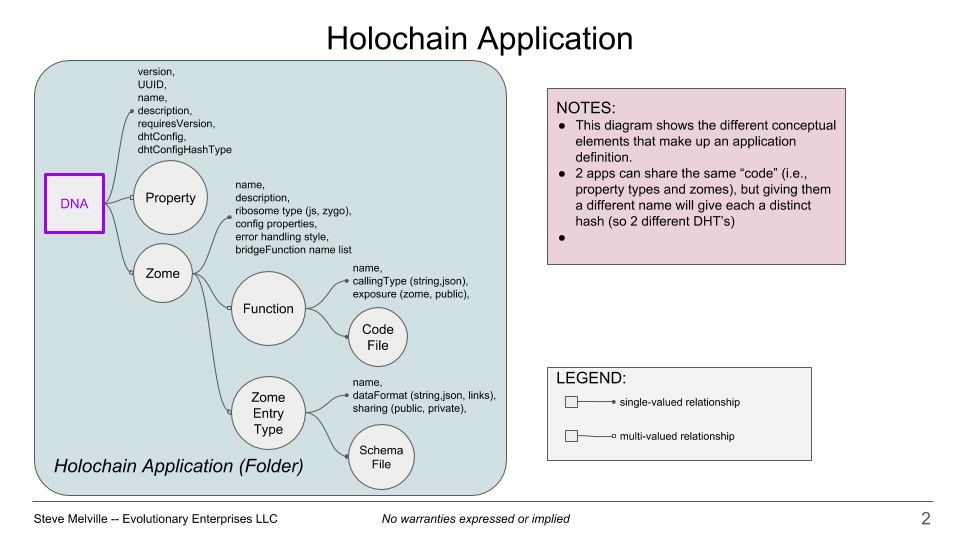 Holochain Application
version,
UUID,
name,
description,
requiresVersion,
dhtConfig,
dhtConfigHashType
DNA
Property
Zome
name,
description,
ribosome type (js, zygo),
config properties,
error handling style,
bridgeFunction name list
Function
name,
callingType (string,json),
exposure (zome, public),
Code
File
Zome
Entry
Type
name,
dataFormat (string,json, links),
sharing (public, private),
Schema
File
Holochain Application (Folder)
NOTES:
● This diagram shows the different conceptual
elements that make up an application
definition.
● 2 apps can share the same “code” (i.e.,
property types and zomes), but giving them
a different name will give each a distinct
hash (so 2 different DHT’s)
●
LEGEND:
single-valued relationship
multi-valued relationship
Steve Melville -- Evolutionary Enterprises LLC
No warranties expressed or implied
2